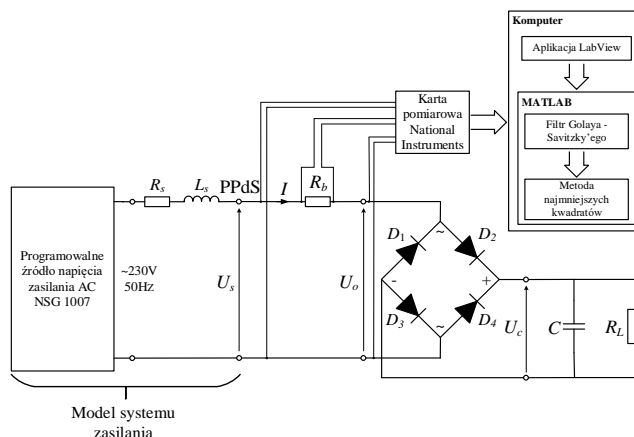 Komputer
Aplikacja LabView
MATLAB
Filtr Golaya -
Savitzky'ego
Metoda
najmniejszych
kwadratów
Karta
pomiarowa
National
Instruments
Rs
Ls
PPdS
I
Rb
Programowalne
źródło napięcia
zasilania AC
NSG 1007
~230V
50Hz
Us
Uo
D1
D2
D3
D4
~
-
+
~
Uc
C
RL
Model systemu
zasilania